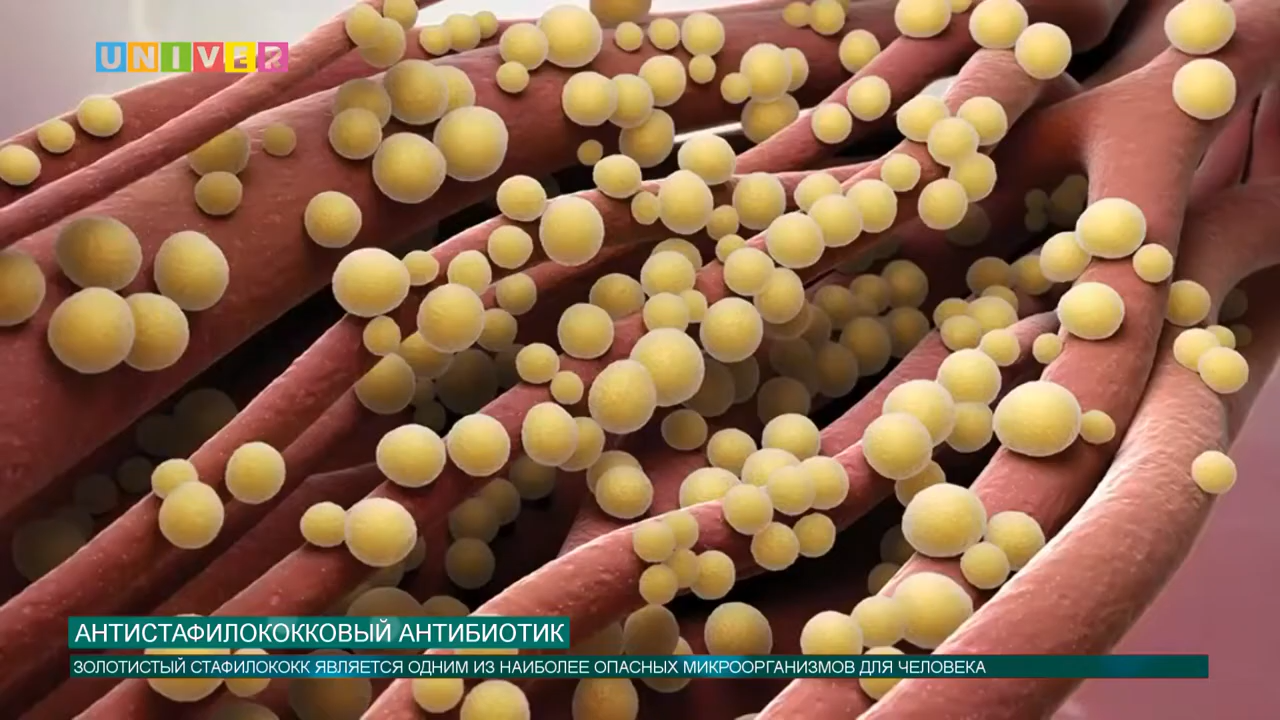 UNIVER
АНТИСТАФИЛОКОККОВЫЙ АНТИБИОТИК
ЗОЛОТИСТЫЙ СТАФИЛОКОКК ЯВЛЯЕТСЯ ОДНИМ ИЗ НАИБОЛЕЕ ОПАСНЫХ МИКРООРГАНИЗМОВ ДЛЯ ЧЕЛОВЕКА